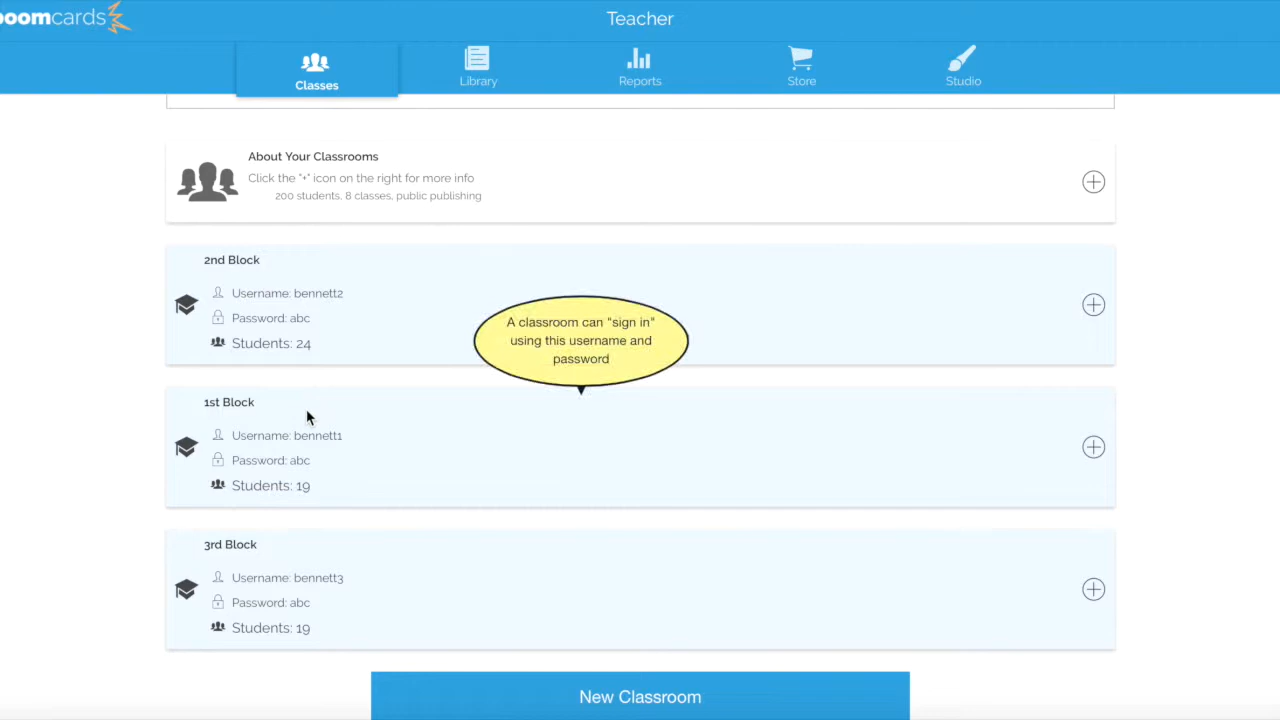 boomcards
Teacher
Classes
Library
Reports
Store
Studio
About Your Classrooms
Click the "+" icon on the right for more info
200 students, 8 classes, public publishing
2nd Block
Username: bennett2
Password: abc
Students: 24
A classroom can "sign in"
using this username and
password
1st Block
Username: bennett1
Password: abc
Students: 19
3rd Block
Username: bennett3
Password: abc
Students: 19
New Classroom